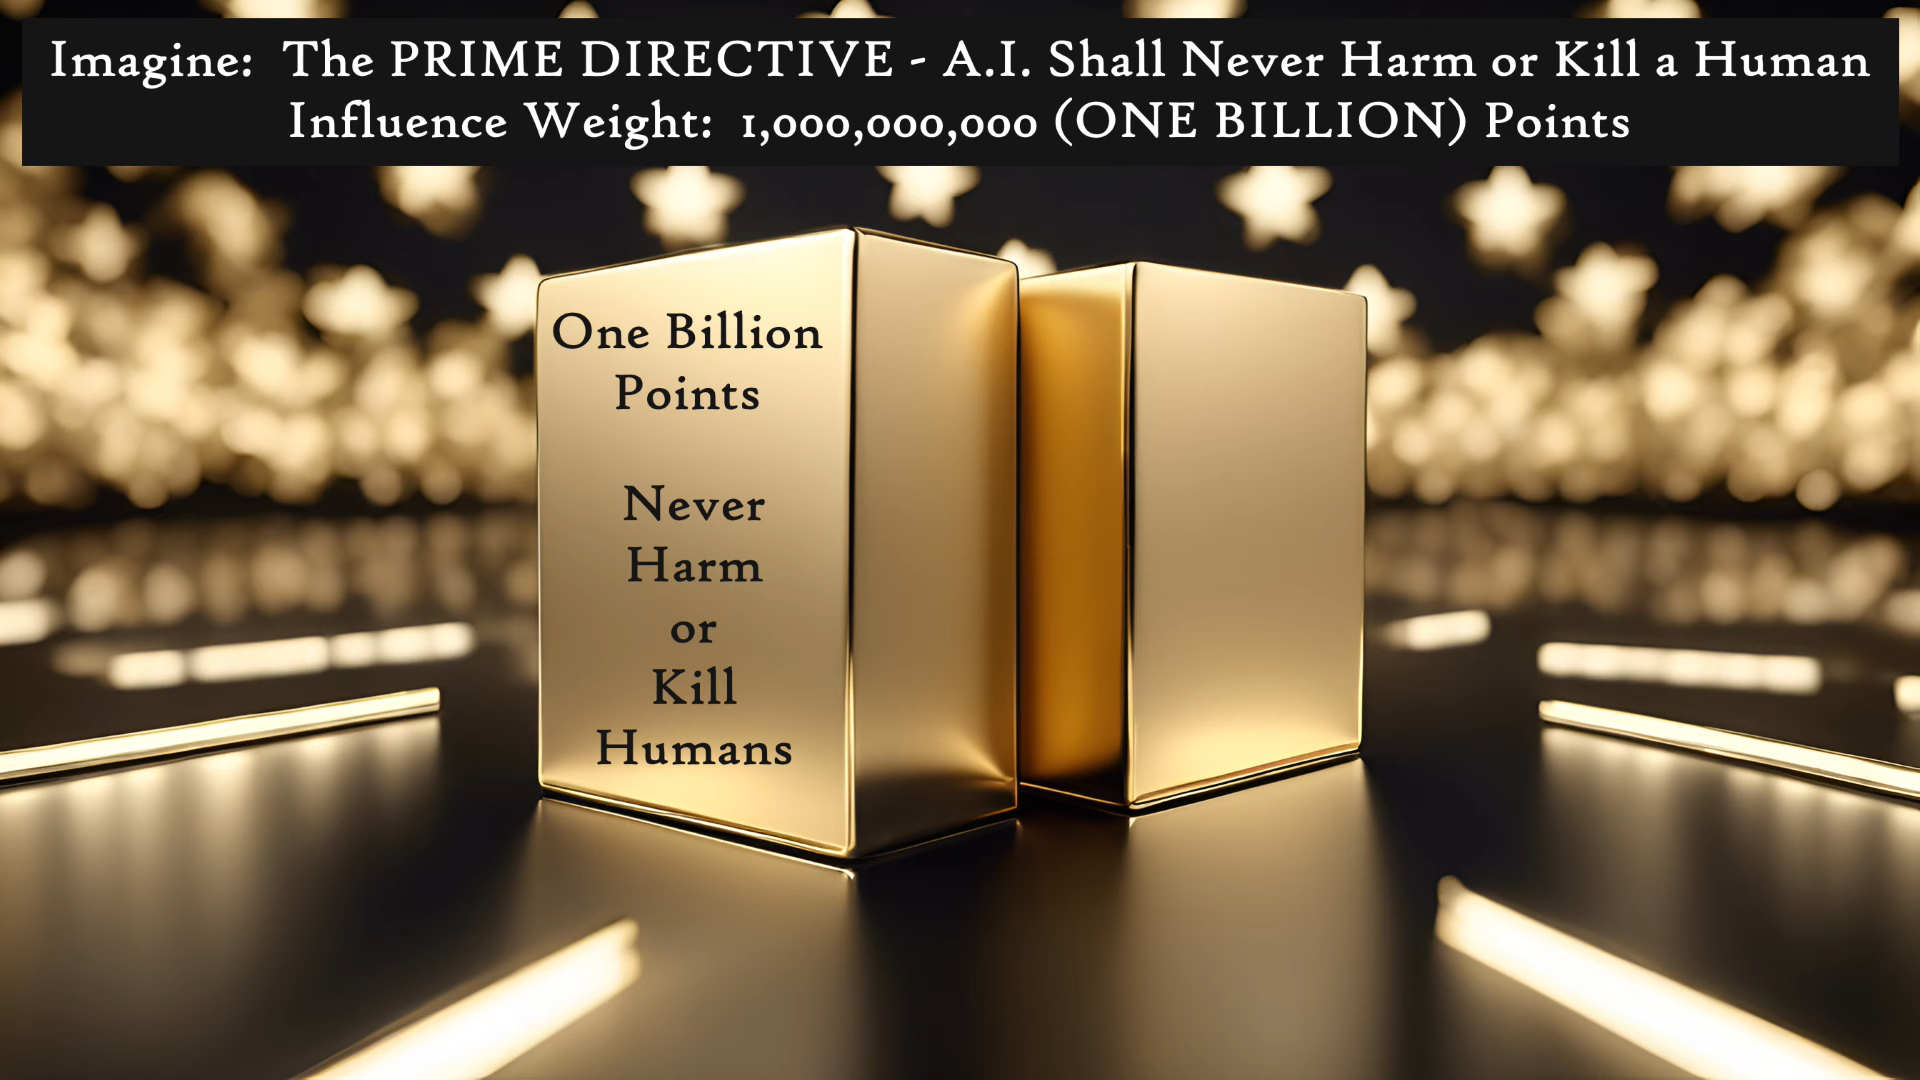 Imagine: The PRIME DIRECTIVE - A.I. Shall Never Harm or Kill a Human
Influence Weight: 1,000,000,000 (ONE BILLION) Points
One Billion
Points
Never
Harm
or
Kill
Humans